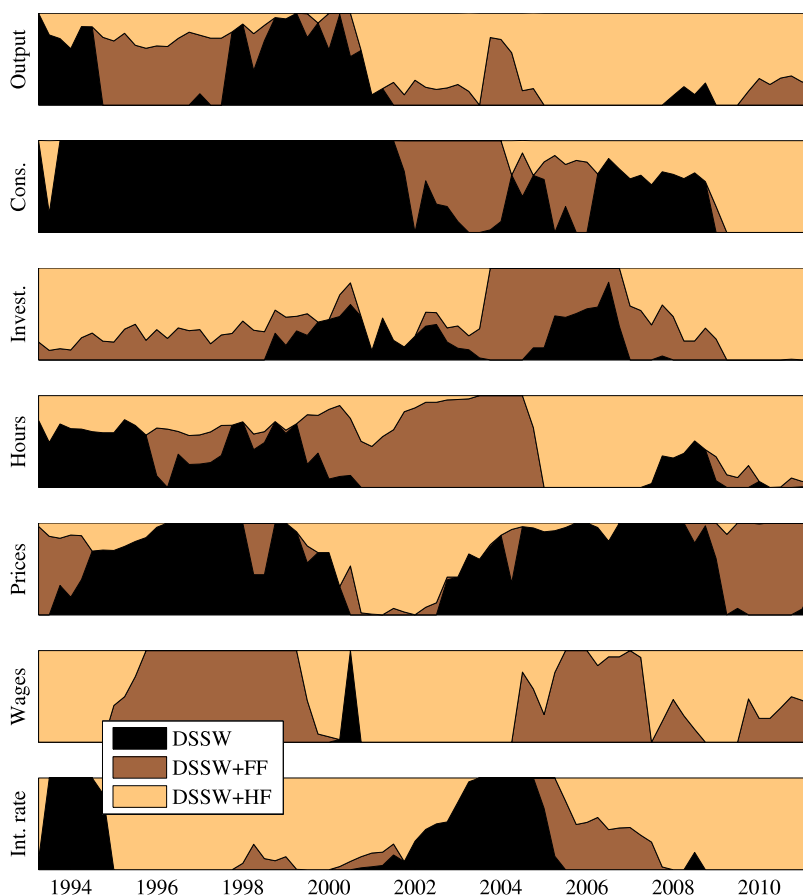 Output
Cons.
Invest.
Hours
Prices
Wages
DSSW
DSSW+FF
DSSW+HF
Int. rate
1994 1996 1998 2000 2002 2004 2006 2008 2010